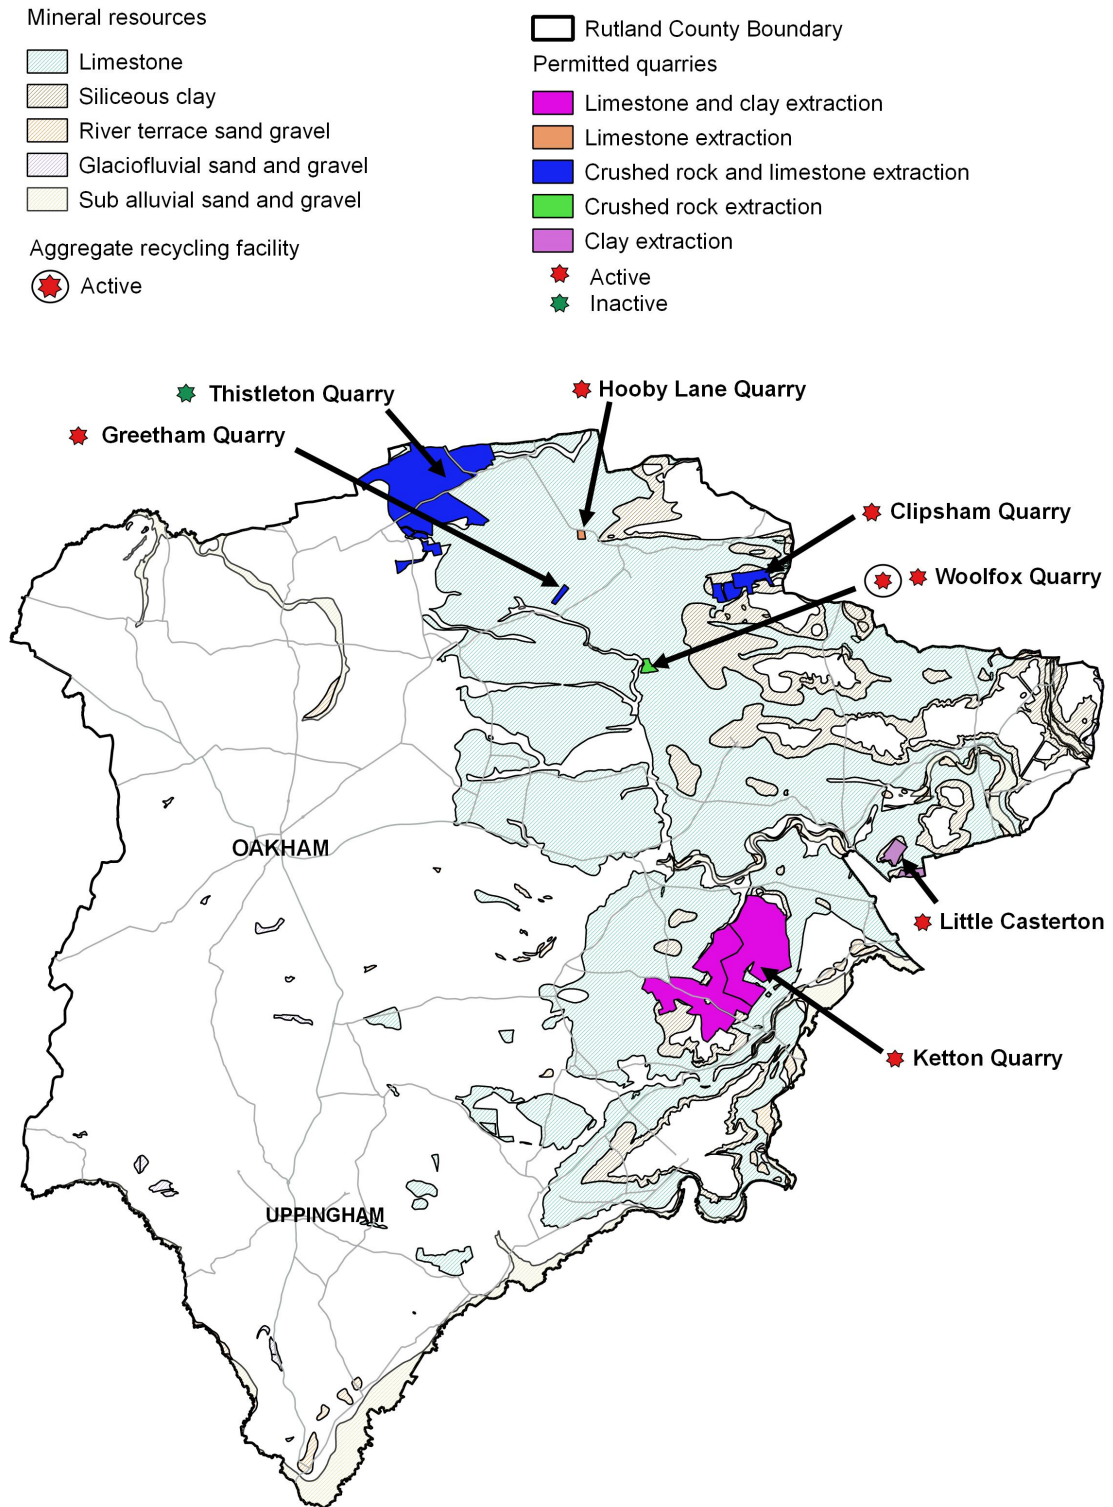 Mineral resources
Limestone
Siliceous clay
River terrace sand gravel
Glaciofluvial sand and gravel
Sub alluvial sand and gravel
Aggregate recycling facility
Active
Rutland County Boundary
Permitted quarries
Limestone and clay extraction
Limestone extraction
Crushed rock and limestone extraction
Crushed rock extraction
Clay extraction
Active
Inactive
Thistleton Quarry
Hooby Lane Quarry
Greetham Quarry
Clipsham Quarry
Woolfox Quarry
OAKHAM
Little Casterton
Ketton Quarry
UPPINGHAM